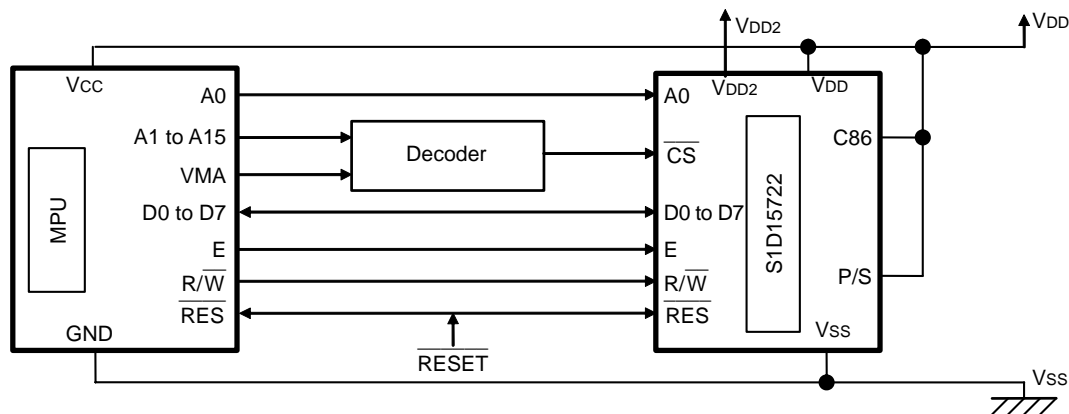 VDD2
VDD
VCC
VDD2
VDD
A0
A0
A1 to A15
Decoder
CS
C86
VMA
MPU
D0 to D7
D0 to D7
S1D15722
E
E
P/S
R/W
R/W
RES
RES
GND
VSS
RESET
VSS